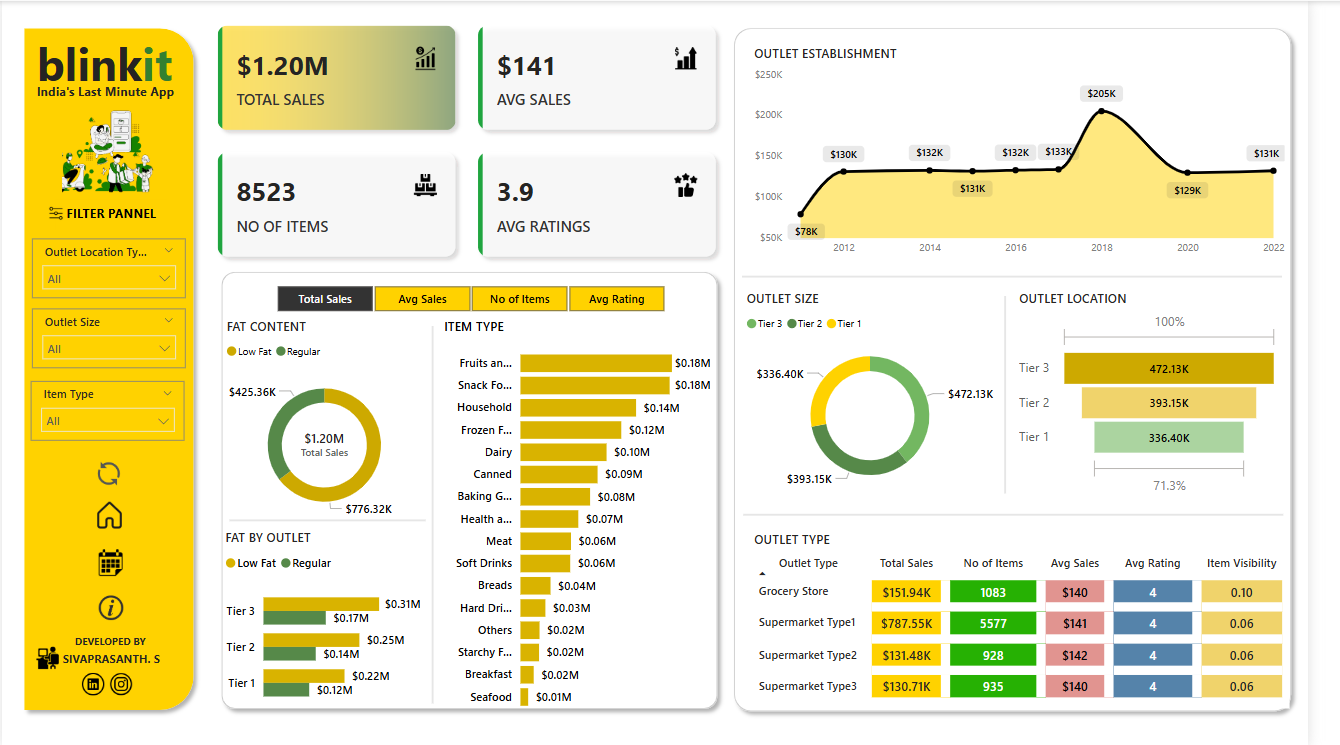 blinkit
India's Last Minute App
FILTER PANNEL
Outlet Location Ty...
All
Outlet Size
All
Item Type
All
DEVELOPED BY
SIVAPRASANTH. S
$1.20M
TOTAL SALES
$141
AVG SALES
8523
NO OF ITEMS
3.9
AVG RATINGS
Total Sales Avg Sales No of Items Avg Rating
FAT CONTENT
Low Fat Regular
$425.36K
$1.20M
Total Sales
$776.32K
FAT BY OUTLET
Low Fat Regular
Tier 3 $0.31M
$0.17M
Tier 2 $0.25M
$0.14M
Tier 1 $0.22M
$0.12M
ITEM TYPE
Fruits an... $0.18M
Snack Fo... $0.18M
Household $0.14M
Frozen F... $0.12M
Dairy $0.10M
Canned $0.09M
Baking G... $0.08M
Health a... $0.07M
Meat $0.06M
Soft Drinks $0.06M
Breads $0.04M
Hard Dri... $0.03M
Others $0.02M
Starchy F... $0.02M
Breakfast $0.02M
Seafood $0.01M
OUTLET ESTABLISHMENT
$250K
$200K
$150K
$100K
$50K
$78K
$130K
$132K
$131K
$132K
$133K
$205K
$129K
$131K
2012 2014 2016 2018 2020 2022
OUTLET SIZE
Tier 3 Tier 2 Tier 1
$336.40K
$472.13K
$393.15K
OUTLET LOCATION
100%
Tier 3 472.13K
Tier 2 393.15K
Tier 1 336.40K
71.3%
OUTLET TYPE
Outlet Type Total Sales No of Items Avg Sales Avg Rating Item Visibility
Grocery Store $151.94K 1083 $140 4 0.10
Supermarket Type1 $787.55K 5577 $141 4 0.06
Supermarket Type2 $131.48K 928 $142 4 0.06
Supermarket Type3 $130.71K 935 $140 4 0.06